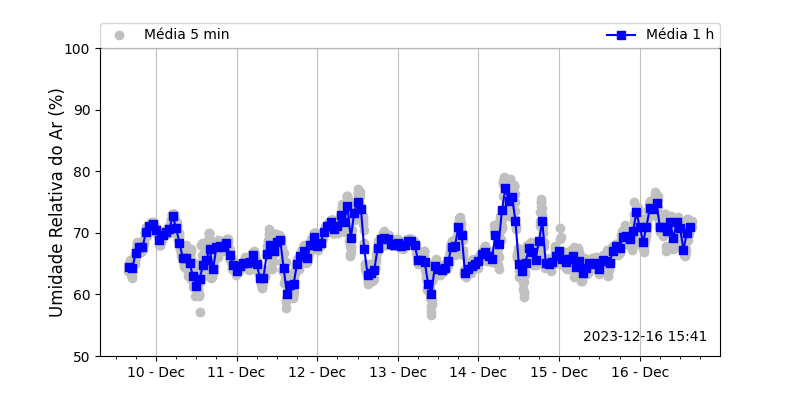 Média 5 min
Média 1 h
100
90
80
70
60
50
Umidade Relativa do Ar (%)
2023-12-16 15:41
10 - Dec
11 - Dec
12 - Dec
13 - Dec
14 - Dec
15 - Dec
16 - Dec